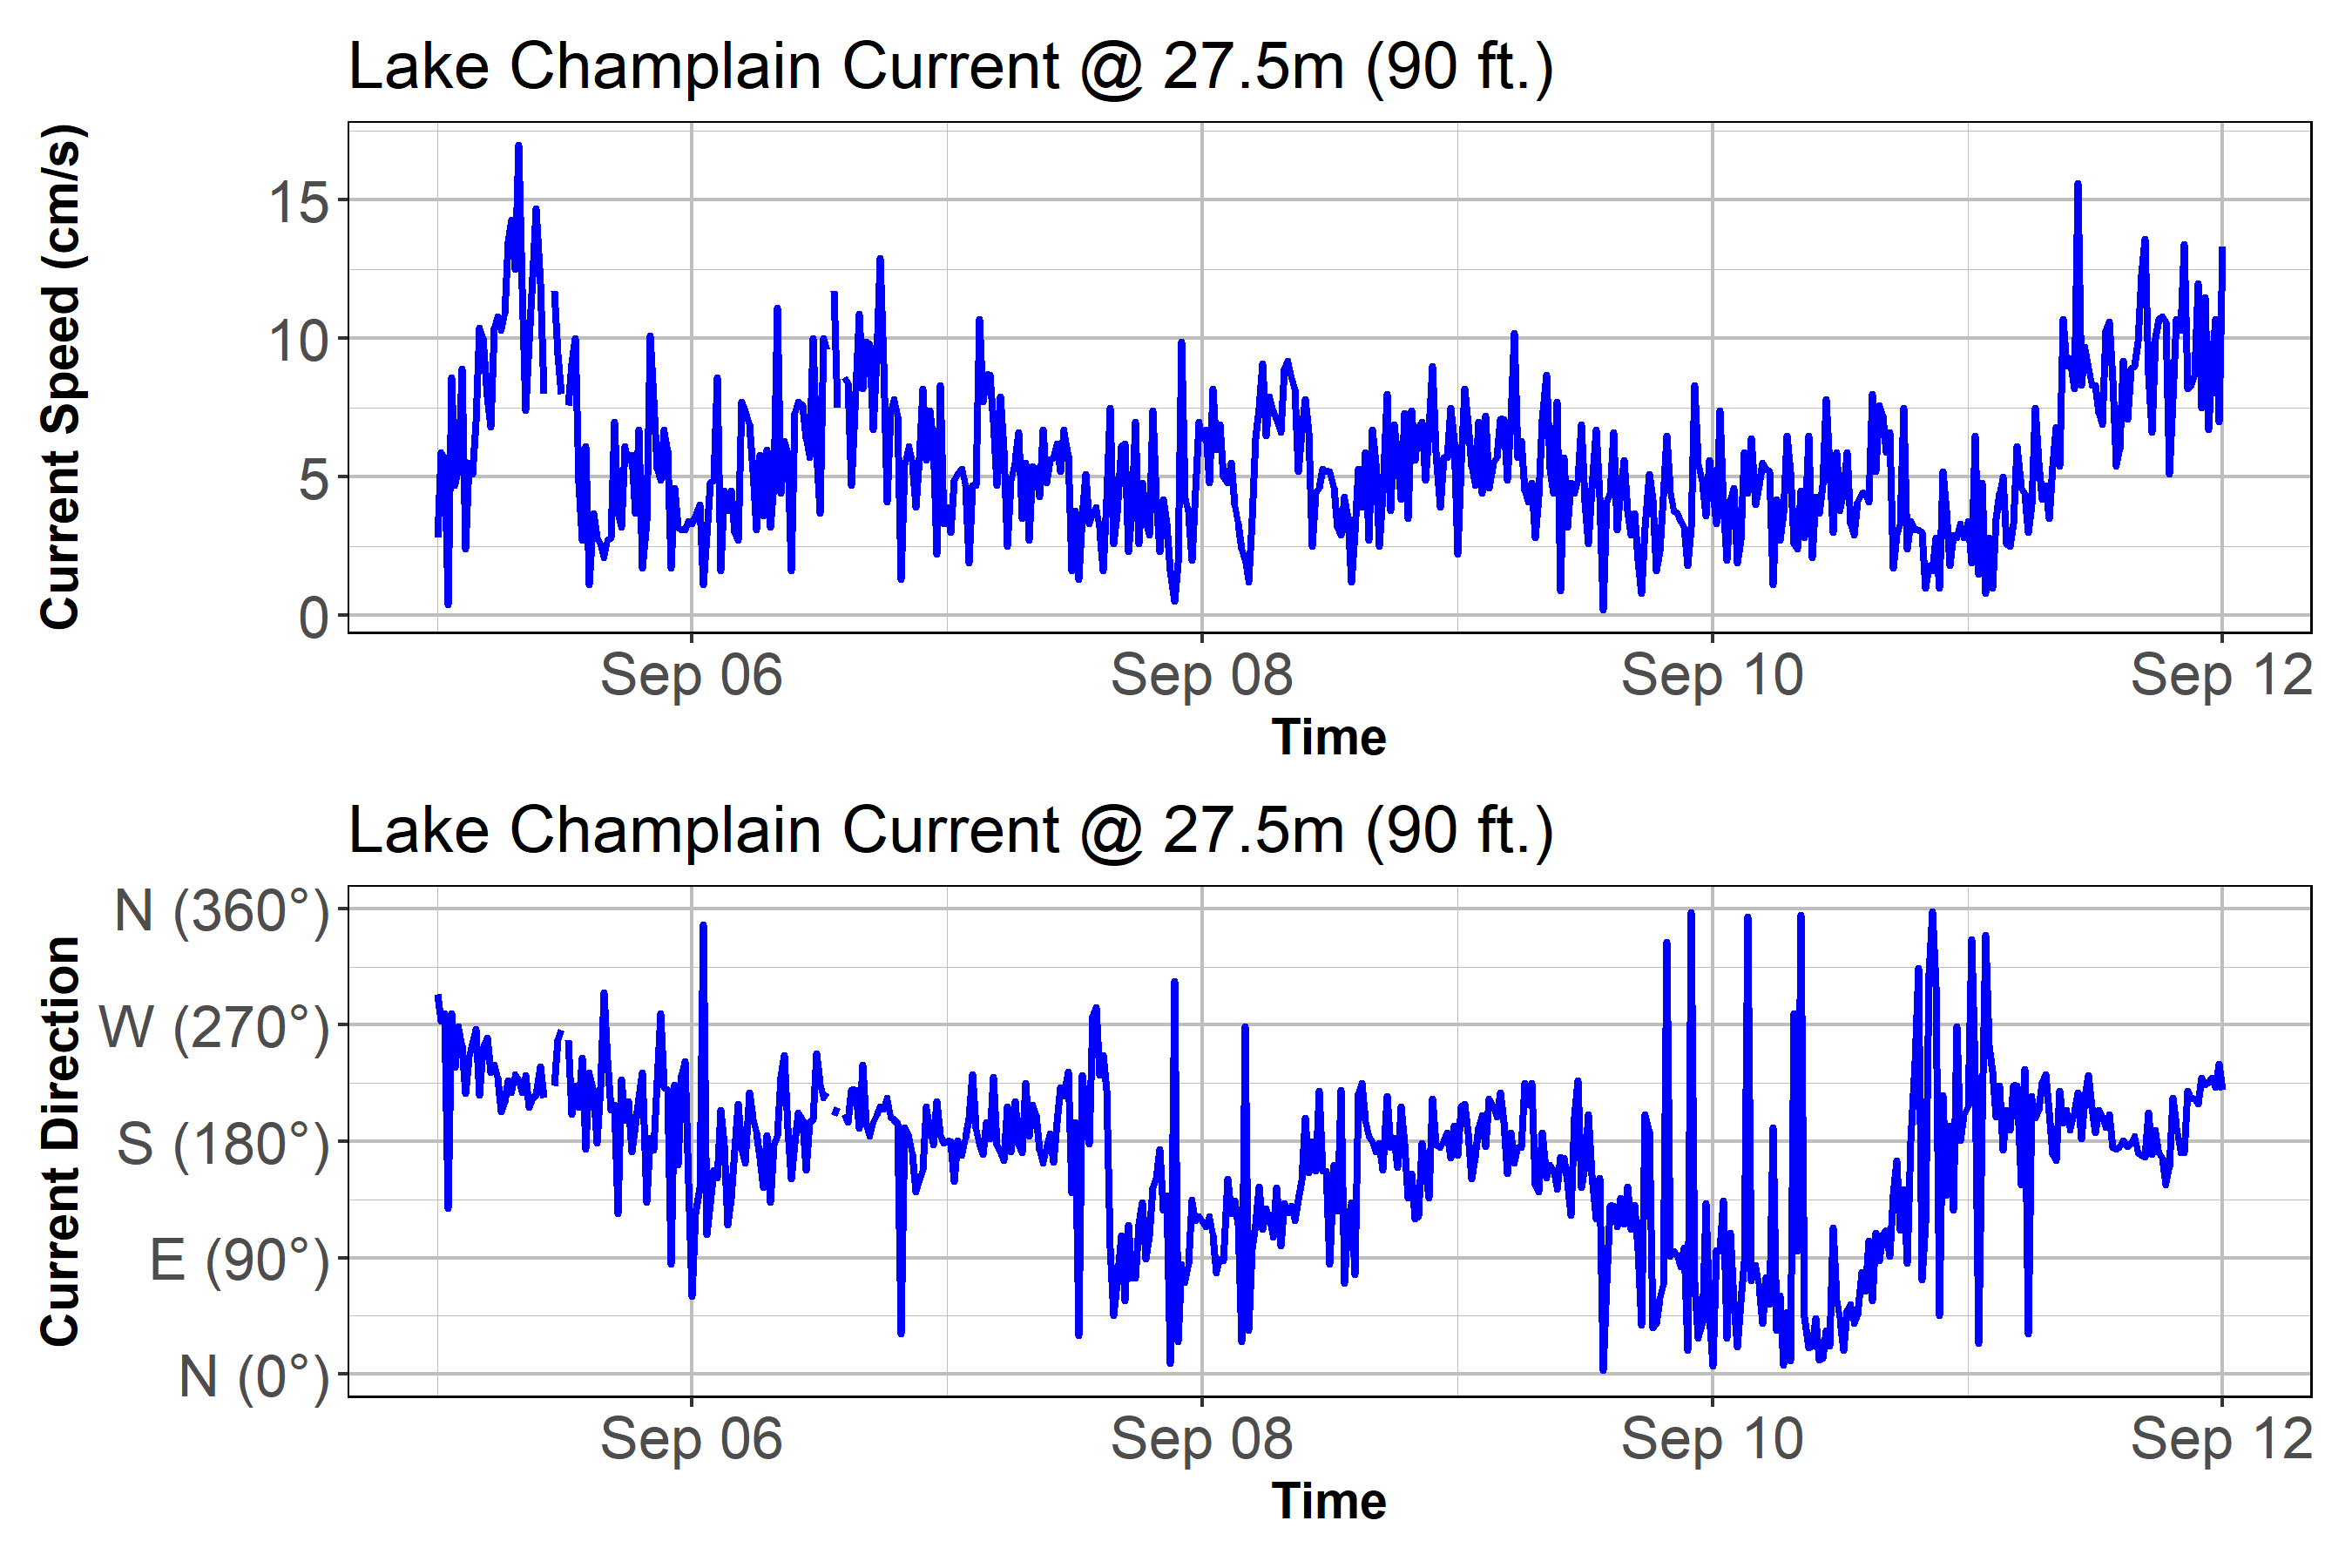 Lake Champlain Current @ 27.5m (90 ft.)
Current Speed (cm/s)
15
10
5
0
Sep 06 Sep 08 Sep 10 Sep 12
Time
Lake Champlain Current @ 27.5m (90 ft.)
Current Direction
N (360°)
W (270°)
S (180°)
E (90°)
N (0°)
Sep 06 Sep 08 Sep 10 Sep 12
Time